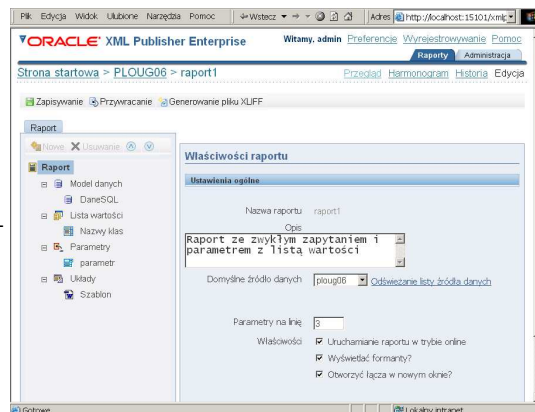 Plik Edycja Widok Ulubione Narzędzia Pomoc Wstecz Adres http://localhost:15101/xmlp
ORACLE XML Publisher Enterprise Witamy, admin Preferencje Wyrejestrowywanie Pomoc
Raporty Administracja
Strona startowa > PLOUG06 > raport1 Przegląd Harmonogram Historia Edycja
Zapisywanie Przywracanie Generowanie pliku XLIFF
Raport
Nowe Usuwanie
Raport
Model danych
DaneSQL
Lista wartości
Nazwy klas
Parametry
parametr
Układy
Szablon
Właściwości raportu
Ustawienia ogólne
Nazwa raportu raport1
Opis
Raport ze zwykłym zapytaniem i
parametrem z listą wartości
Domyślne źródło danych ploug06 Odświeżanie listy źródła danych
Parametry na linię 3
Właściwości Uruchamianie raportu w trybie online
Wyświetlać formanty?
Otworzyć łącza w nowym oknie?
Gotowe Lokalny intranet